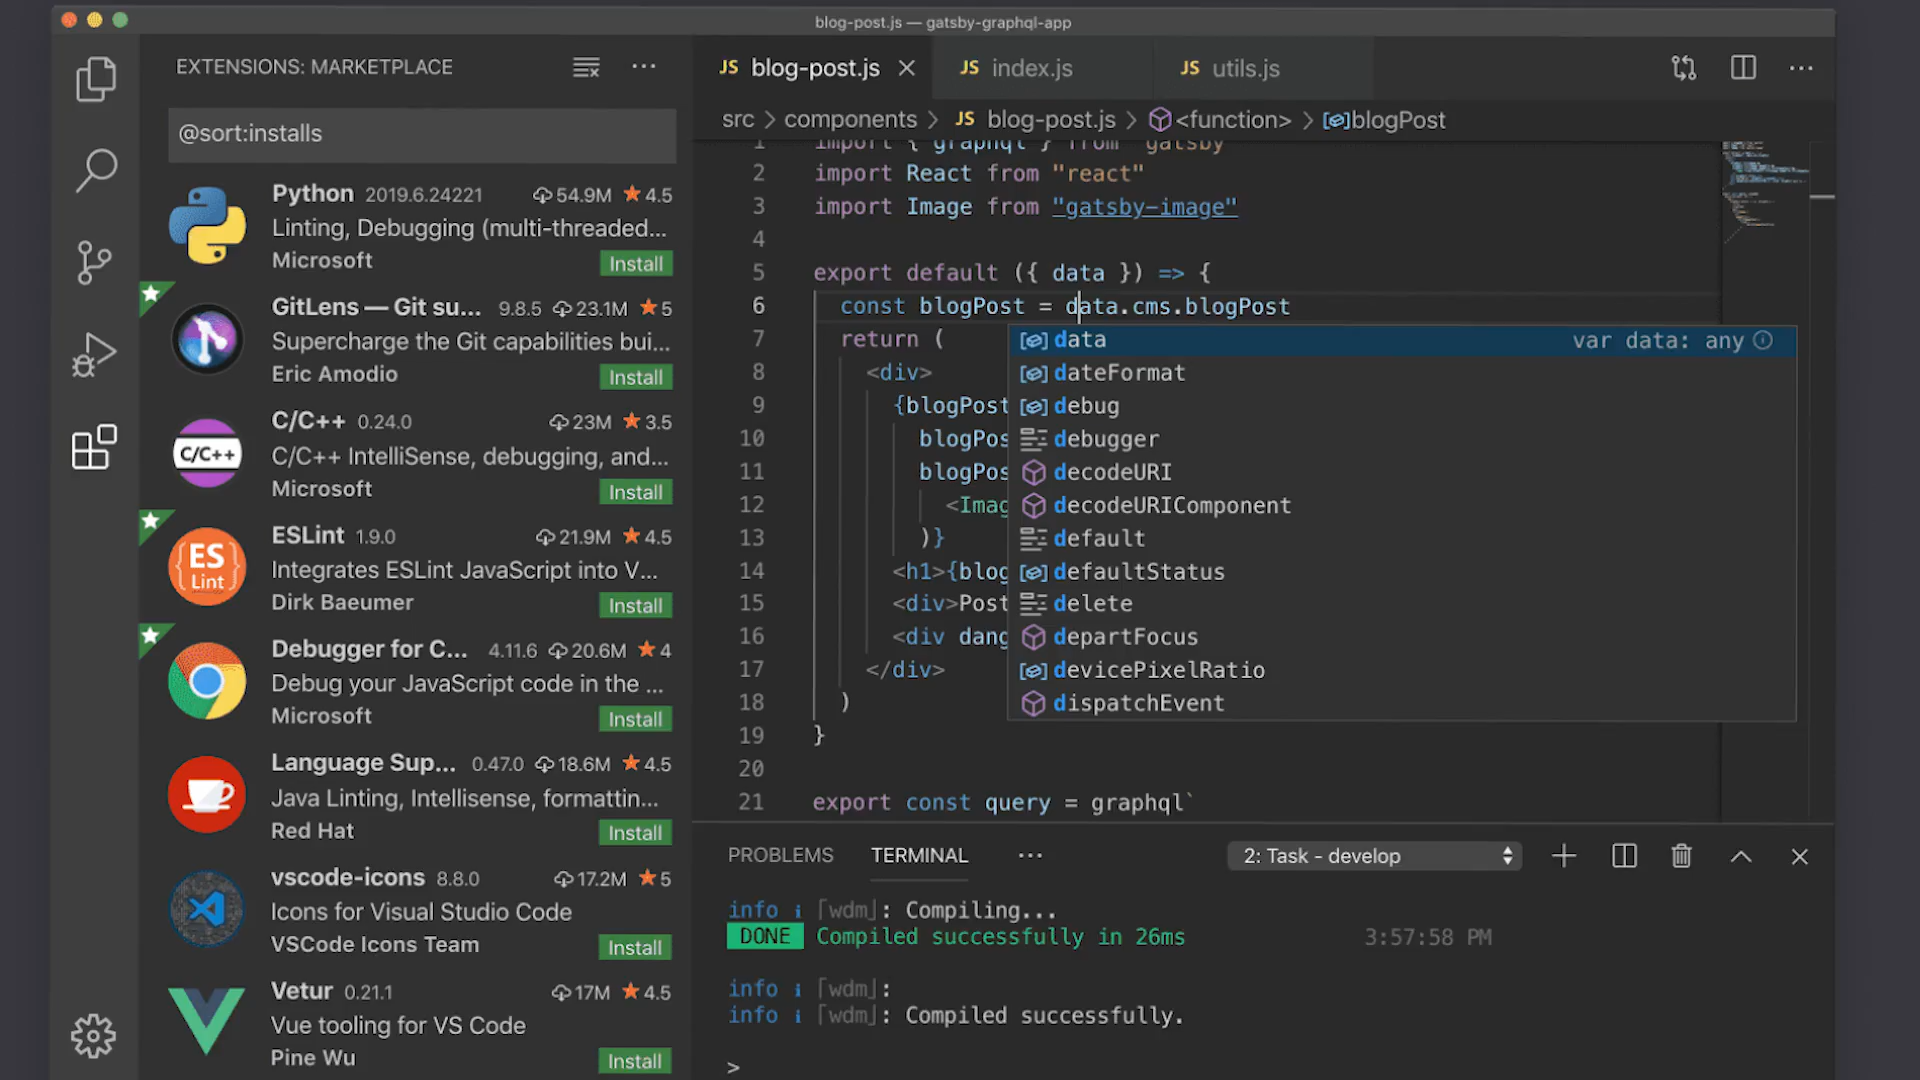 blog-post.js — gatsby-graphql-app
EXTENSIONS: MARKETPLACE
@sort:installs
Python 2019.6.24221 54.9M 4.5
Linting, Debugging (multi-threaded...
Microsoft Install
GitLens — Git su... 9.8.5 23.1M 5
Supercharge the Git capabilities bui...
Eric Amodio Install
C/C++
C/C++ 0.24.0 23M 3.5
C/C++ IntelliSense, debugging, and...
Microsoft Install
ES
Lint
ESLint 1.9.0 21.9M 4.5
Integrates ESLint JavaScript into V...
Dirk Baeumer Install
Debugger for C... 4.11.6 20.6M 4
Debug your JavaScript code in the ...
Microsoft Install
Language Sup... 0.47.0 18.6M 4.5
Java Linting, Intellisense, formattin...
Red Hat Install
vscode-icons 8.8.0 17.2M 5
Icons for Visual Studio Code
VSCode Icons Team Install
Vetur 0.21.1 17M 4.5
Vue tooling for VS Code
Pine Wu Install
JS blog-post.js JS index.js JS utils.js
src > components > JS blog-post.js > <function> > blogPost
1 import { graphql } from "gatsby"
2 import React from "react"
3 import Image from "gatsby-image"
4
5 export default ({ data }) => {
6 const blogPost = data.cms.blogPost
7 return (
8 <div>
9 {blogPost
10 blogPos
11 blogPos
12 <Imag
13 )}
14 <h1>{blog
15 <div>Post
16 <div dang
17 </div>
18 )
19 }
20
21 export const query = graphql`
data var data: any
dateFormat
debug
debugger
decodeURI
decodeURIComponent
default
defaultStatus
delete
departFocus
devicePixelRatio
dispatchEvent
PROBLEMS TERMINAL ... 2: Task - develop
info i ｢wdm｣: Compiling...
DONE Compiled successfully in 26ms 3:57:58 PM
info i ｢wdm｣:
info i ｢wdm｣: Compiled successfully.
>